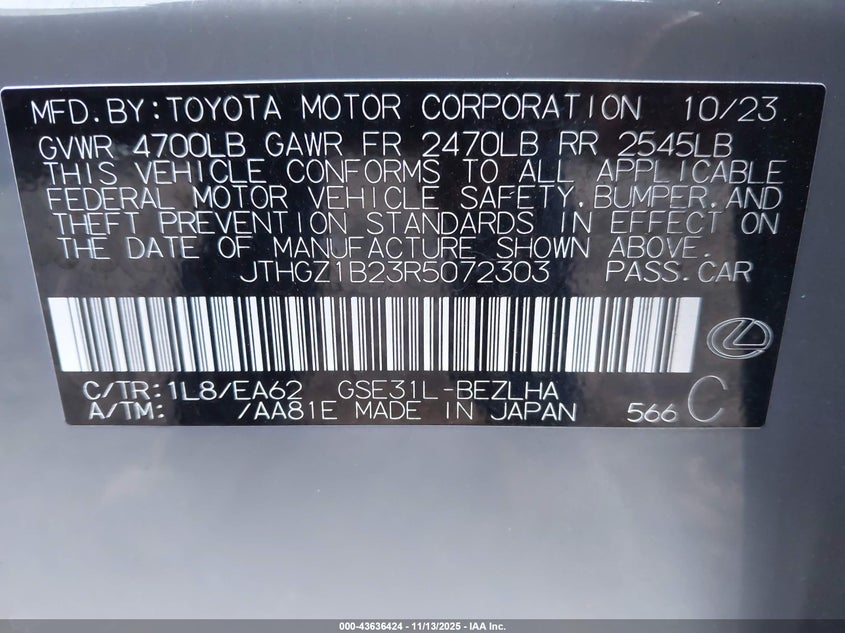 MFD.BY:TOYOTA MOTOR CORPORATION 10/23
GVWR 4700LB GAWR FR 2470LB RR 2545LB
THIS VEHICLE CONFORMS TO ALL APPLICABLE
FEDERAL MOTOR VEHICLE SAFETY,BUMPER,AND
THEFT PREVENTION STANDARDS IN EFFECT ON
THE DATE OF MANUFACTURE SHOWN ABOVE.
JTHGZ1B23R5072303 PASS.CAR
C/TR:1L8/EA62 GSE31L-BEZLHA
A/TM: /AA81E MADE IN JAPAN 566 C
000-43636424 - 11/13/2025 - IAA Inc.